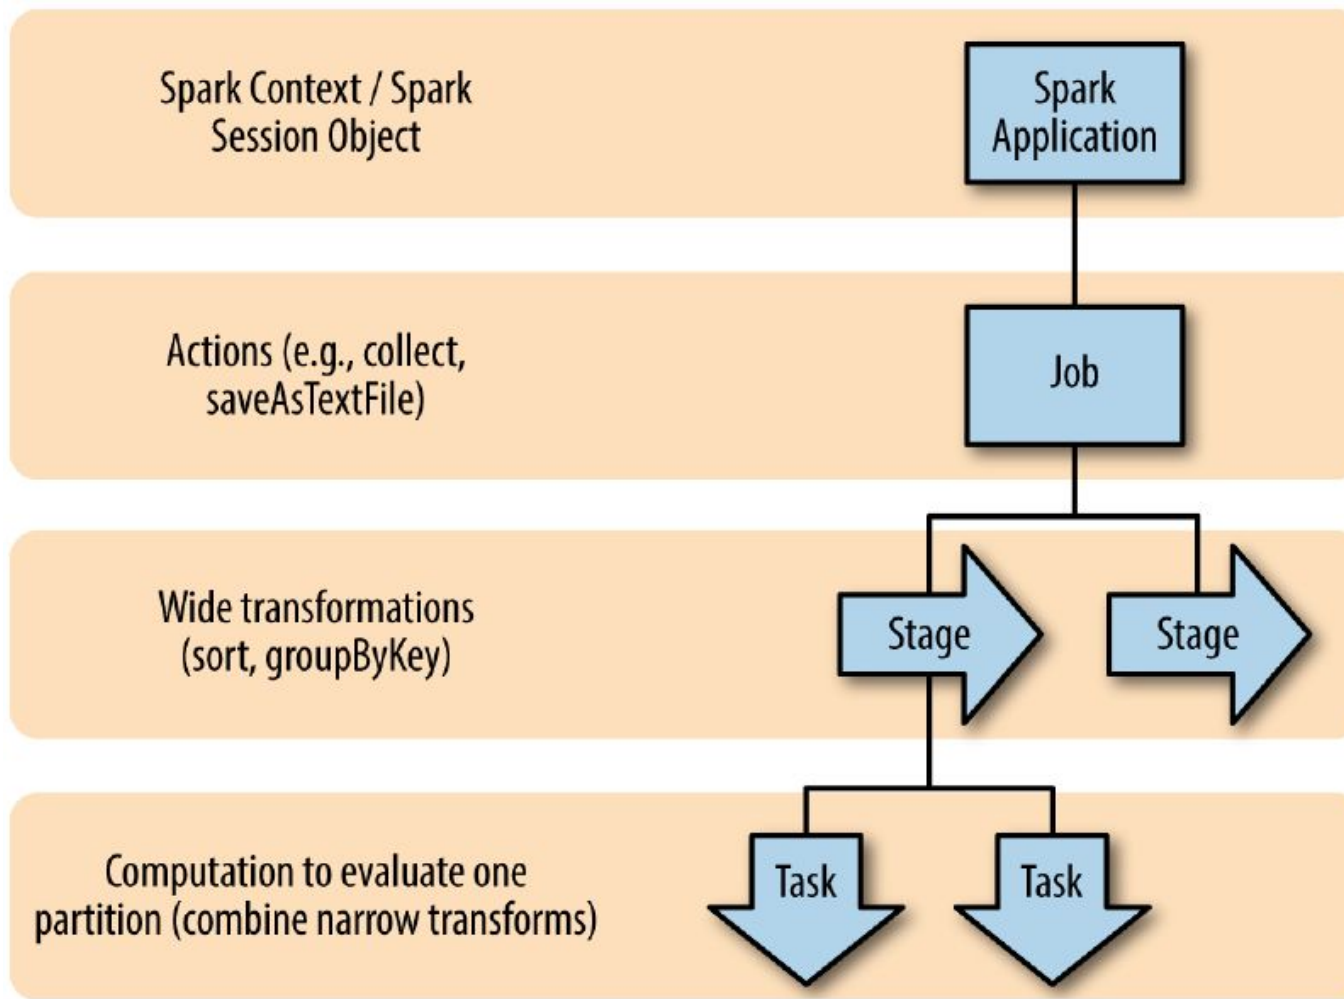 Spark Context / Spark
Session Object
Spark
Application
Actions (e.g., collect,
saveAsTextFile)
Job
Wide transformations
(sort, groupByKey)
Stage
Stage
Computation to evaluate one
partition (combine narrow transforms)
Task
Task